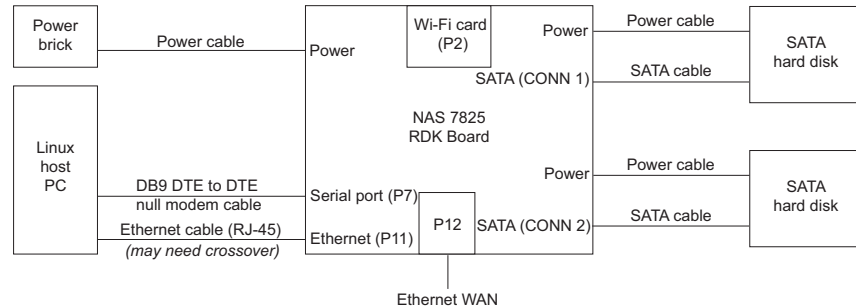 Power
brick
Power cable
Power
Wi-Fi card
(P2)
Power
Power cable
SATA (CONN 1)
SATA cable
SATA
hard disk
NAS 7825
RDK Board
Linux
host
PC
DB9 DTE to DTE
null modem cable
Serial port (P7)
Ethernet cable (RJ-45)
(may need crossover)
Ethernet (P11)
P12
Power
Power cable
SATA (CONN 2)
SATA cable
SATA
hard disk
Ethernet WAN